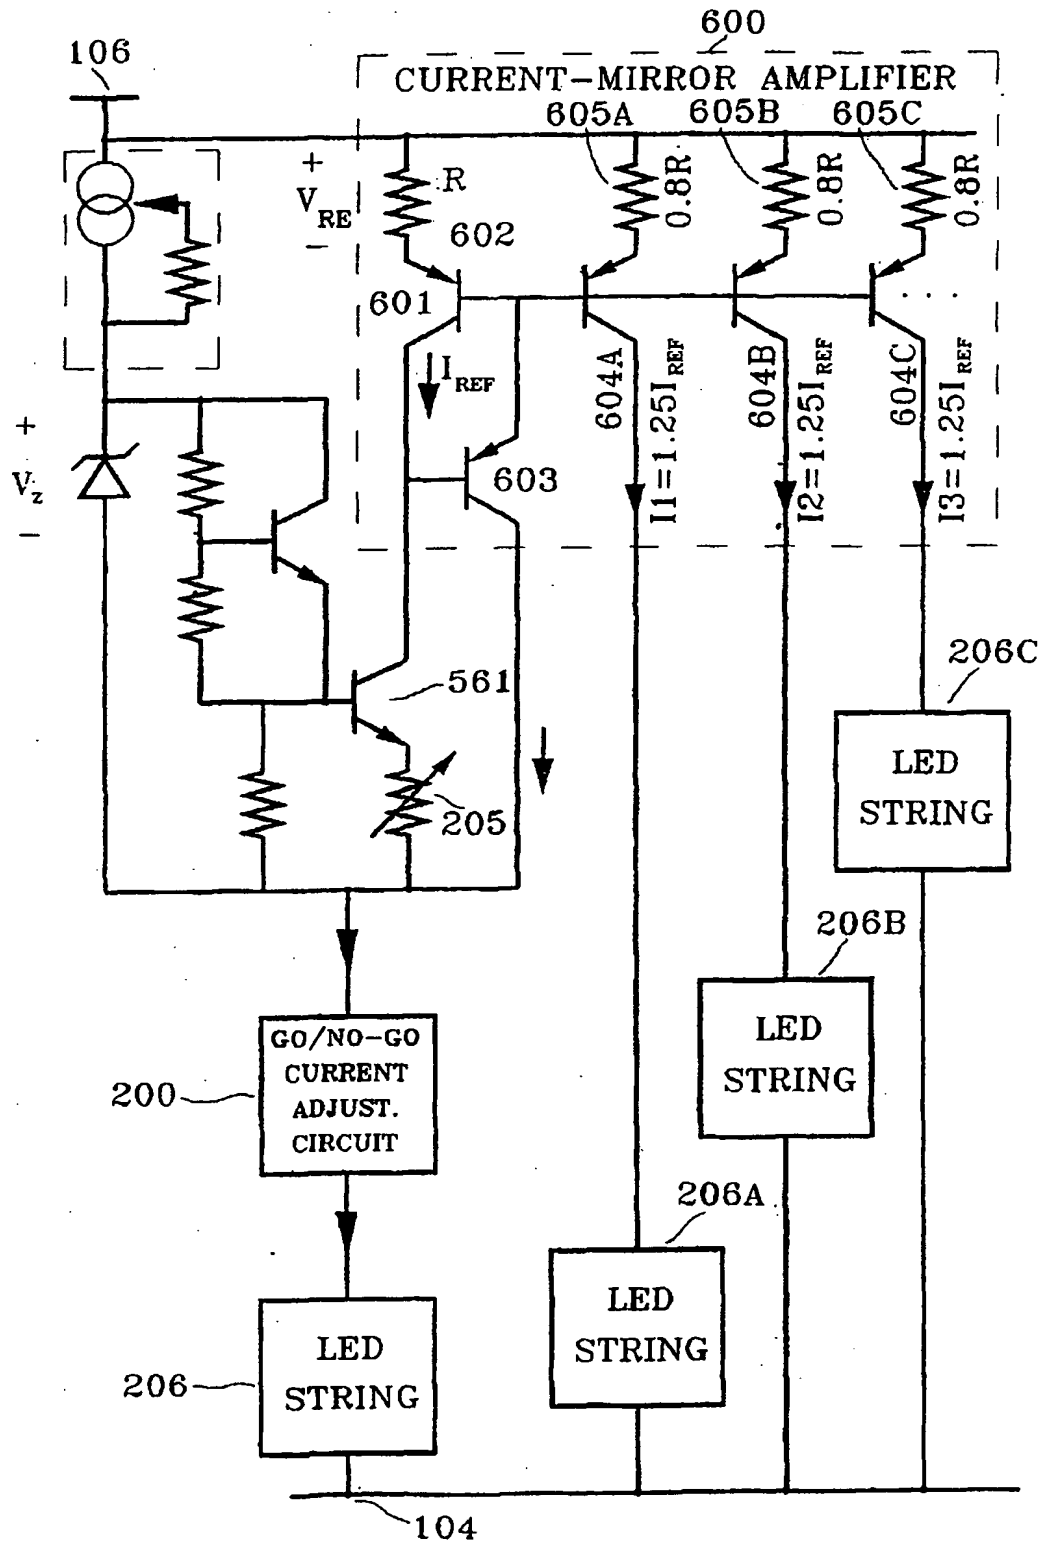 600
106
CURRENT-MIRROR AMPLIFIER
605A
605B
605C
+
V RE
-
R
0.8R
0.8R
0.8R
602
601
. . .
I REF
604A
I1=1.25I REF
604B
I2=1.25I REF
604C
I3=1.25I REF
+
V z
-
603
561
205
206C
LED
STRING
206B
LED
STRING
GO/NO-GO
CURRENT
ADJUST.
CIRCUIT
200
206A
LED
STRING
LED
STRING
206
104